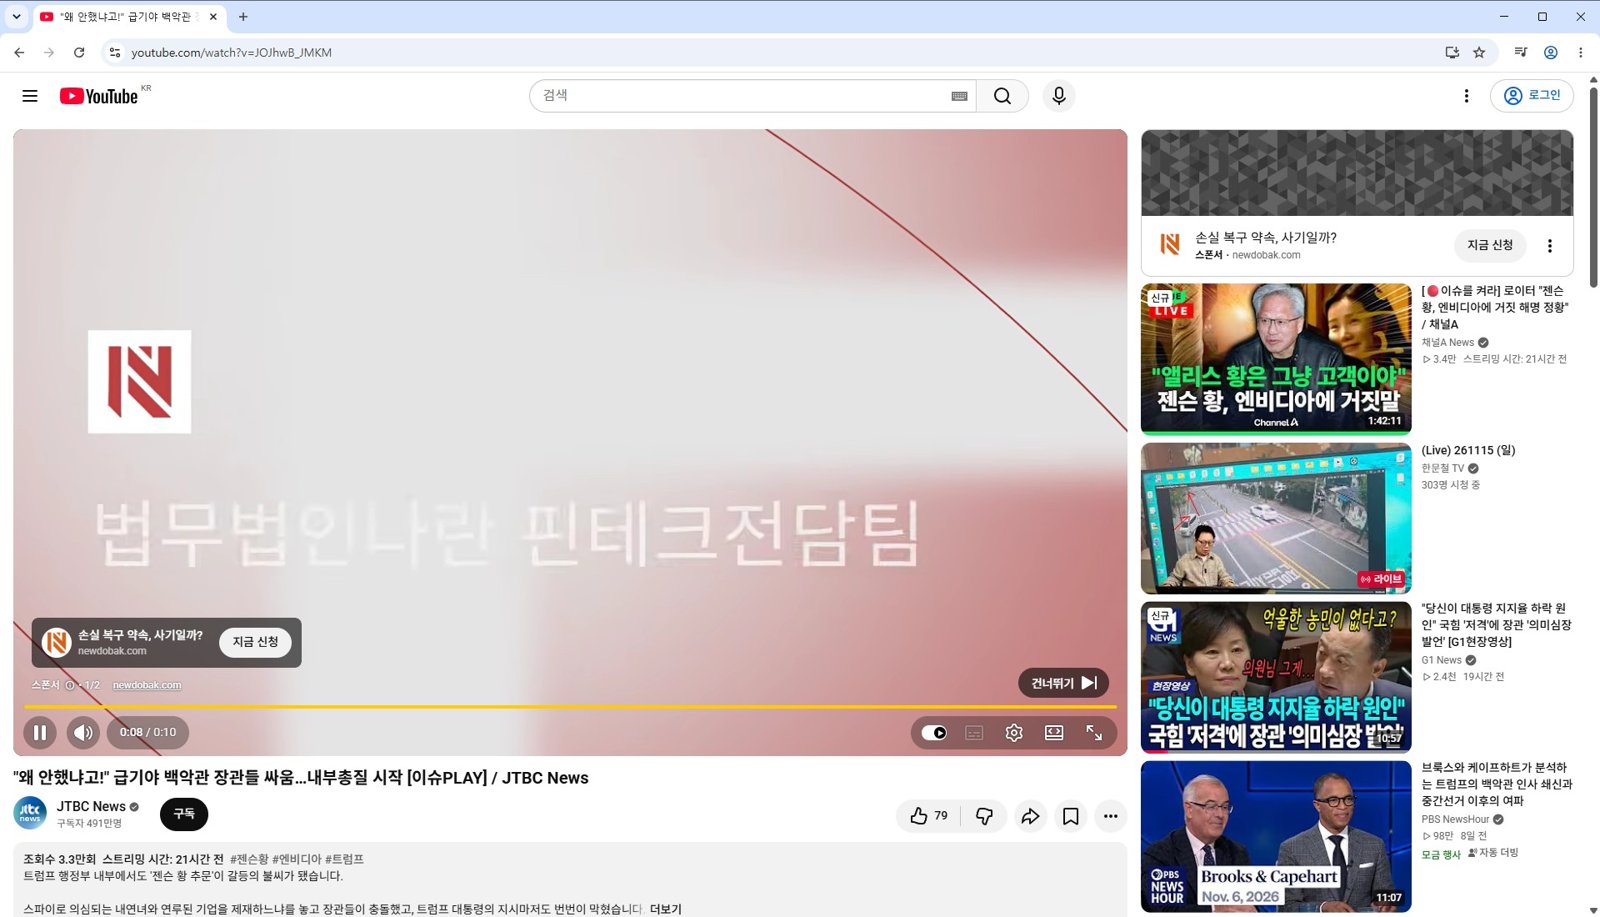 "왜 안했냐고!" 급기야 백악관
youtube.com/watch?v=JOJhwB_JMKM
YouTube KR
검색
로그인
법무법인나란 핀테크전담팀
손실 복구 약속, 사기일까?
newdobak.com
지금 신청
스폰서 · 1/2 newdobak.com
건너뛰기
0:08 / 0:10
"왜 안했냐고!" 급기야 백악관 장관들 싸움...내부총질 시작 [이슈PLAY] / JTBC News
jtbc news
JTBC News
구독자 491만명
구독
79
조회수 3.3만회 스트리밍 시간: 21시간 전 #젠슨황 #엔비디아 #트럼프
트럼프 행정부 내부에서도 '젠슨 황 추문'이 갈등의 불씨가 됐습니다.
스파이로 의심되는 내연녀와 연루된 기업을 제재하느냐를 놓고 장관들이 충돌했고, 트럼프 대통령의 지시마저도 번번이 막혔습니다. 더보기
손실 복구 약속, 사기일까?
스폰서 · newdobak.com
지금 신청
신규
LIVE
"앨리스 황은 그냥 고객이야"
젠슨 황, 엔비디아에 거짓말
Channel A
1:42:11
[🔴이슈를 켜라] 로이터 "젠슨
황, 엔비디아에 거짓 해명 정황"
/ 채널A
채널A News
3.4만 스트리밍 시간: 21시간 전
라이브
(Live) 261115 (일)
한문철 TV
303명 시청 중
신규
G1
NEWS
억울한 농민이 없다고?
의원님 그게...
현장영상
"당신이 대통령 지지율 하락 원인"
국힘 '저격'에 장관 '의미심장 발언'
10:57
"당신이 대통령 지지율 하락 원
인" 국힘 '저격'에 장관 '의미심장
발언' [G1현장영상]
G1 News
2.4천 19시간 전
PBS
NEWS
HOUR
Brooks & Capehart
Nov. 6, 2026
11:07
브룩스와 케이프하트가 분석하
는 트럼프의 백악관 인사 쇄신과
중간선거 이후의 여파
PBS NewsHour
98만 8일 전
모금 행사 자동 더빙